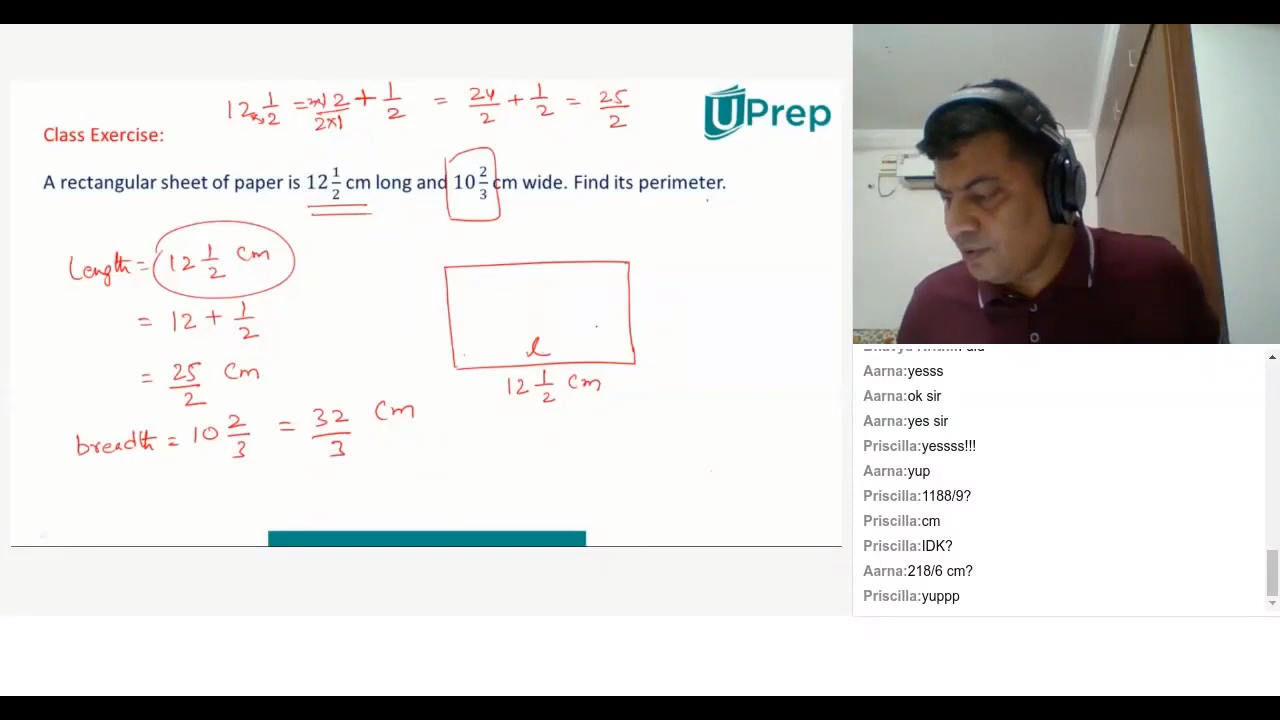 12 1/2 = 2×12/2×1 + 1/2 = 24/2 + 1/2 = 25/2
UPrep
Class Exercise:
A rectangular sheet of paper is 12 1/2 cm long and 10 2/3 cm wide. Find its perimeter.
Length = 12 1/2 cm
= 12 + 1/2
= 25/2 cm
breadth = 10 2/3 = 32/3 cm
l
12 1/2 cm
Aarna:yesss
Aarna:ok sir
Aarna:yes sir
Priscilla:yessss!!!
Aarna:yup
Priscilla:1188/9?
Priscilla:cm
Priscilla:IDK?
Aarna:218/6 cm?
Priscilla:yuppp